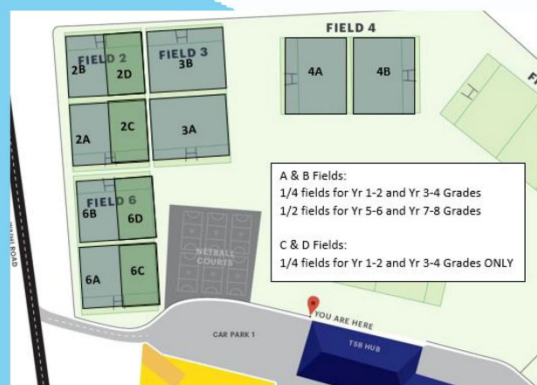 FIELD 4
FIELD 2
FIELD 3
2B
2D
3B
4A
4B
2A
2C
3A
A & B Fields:
1/4 fields for Yr 1-2 and Yr 3-4 Grades
1/2 fields for Yr 5-6 and Yr 7-8 Grades
C & D Fields:
1/4 fields for Yr 1-2 and Yr 3-4 Grades ONLY
FIELD 6
6B
6D
6A
6C
NETBALL
COURTS
ROAD
YOU ARE HERE
CAR PARK 1
TSB HUB